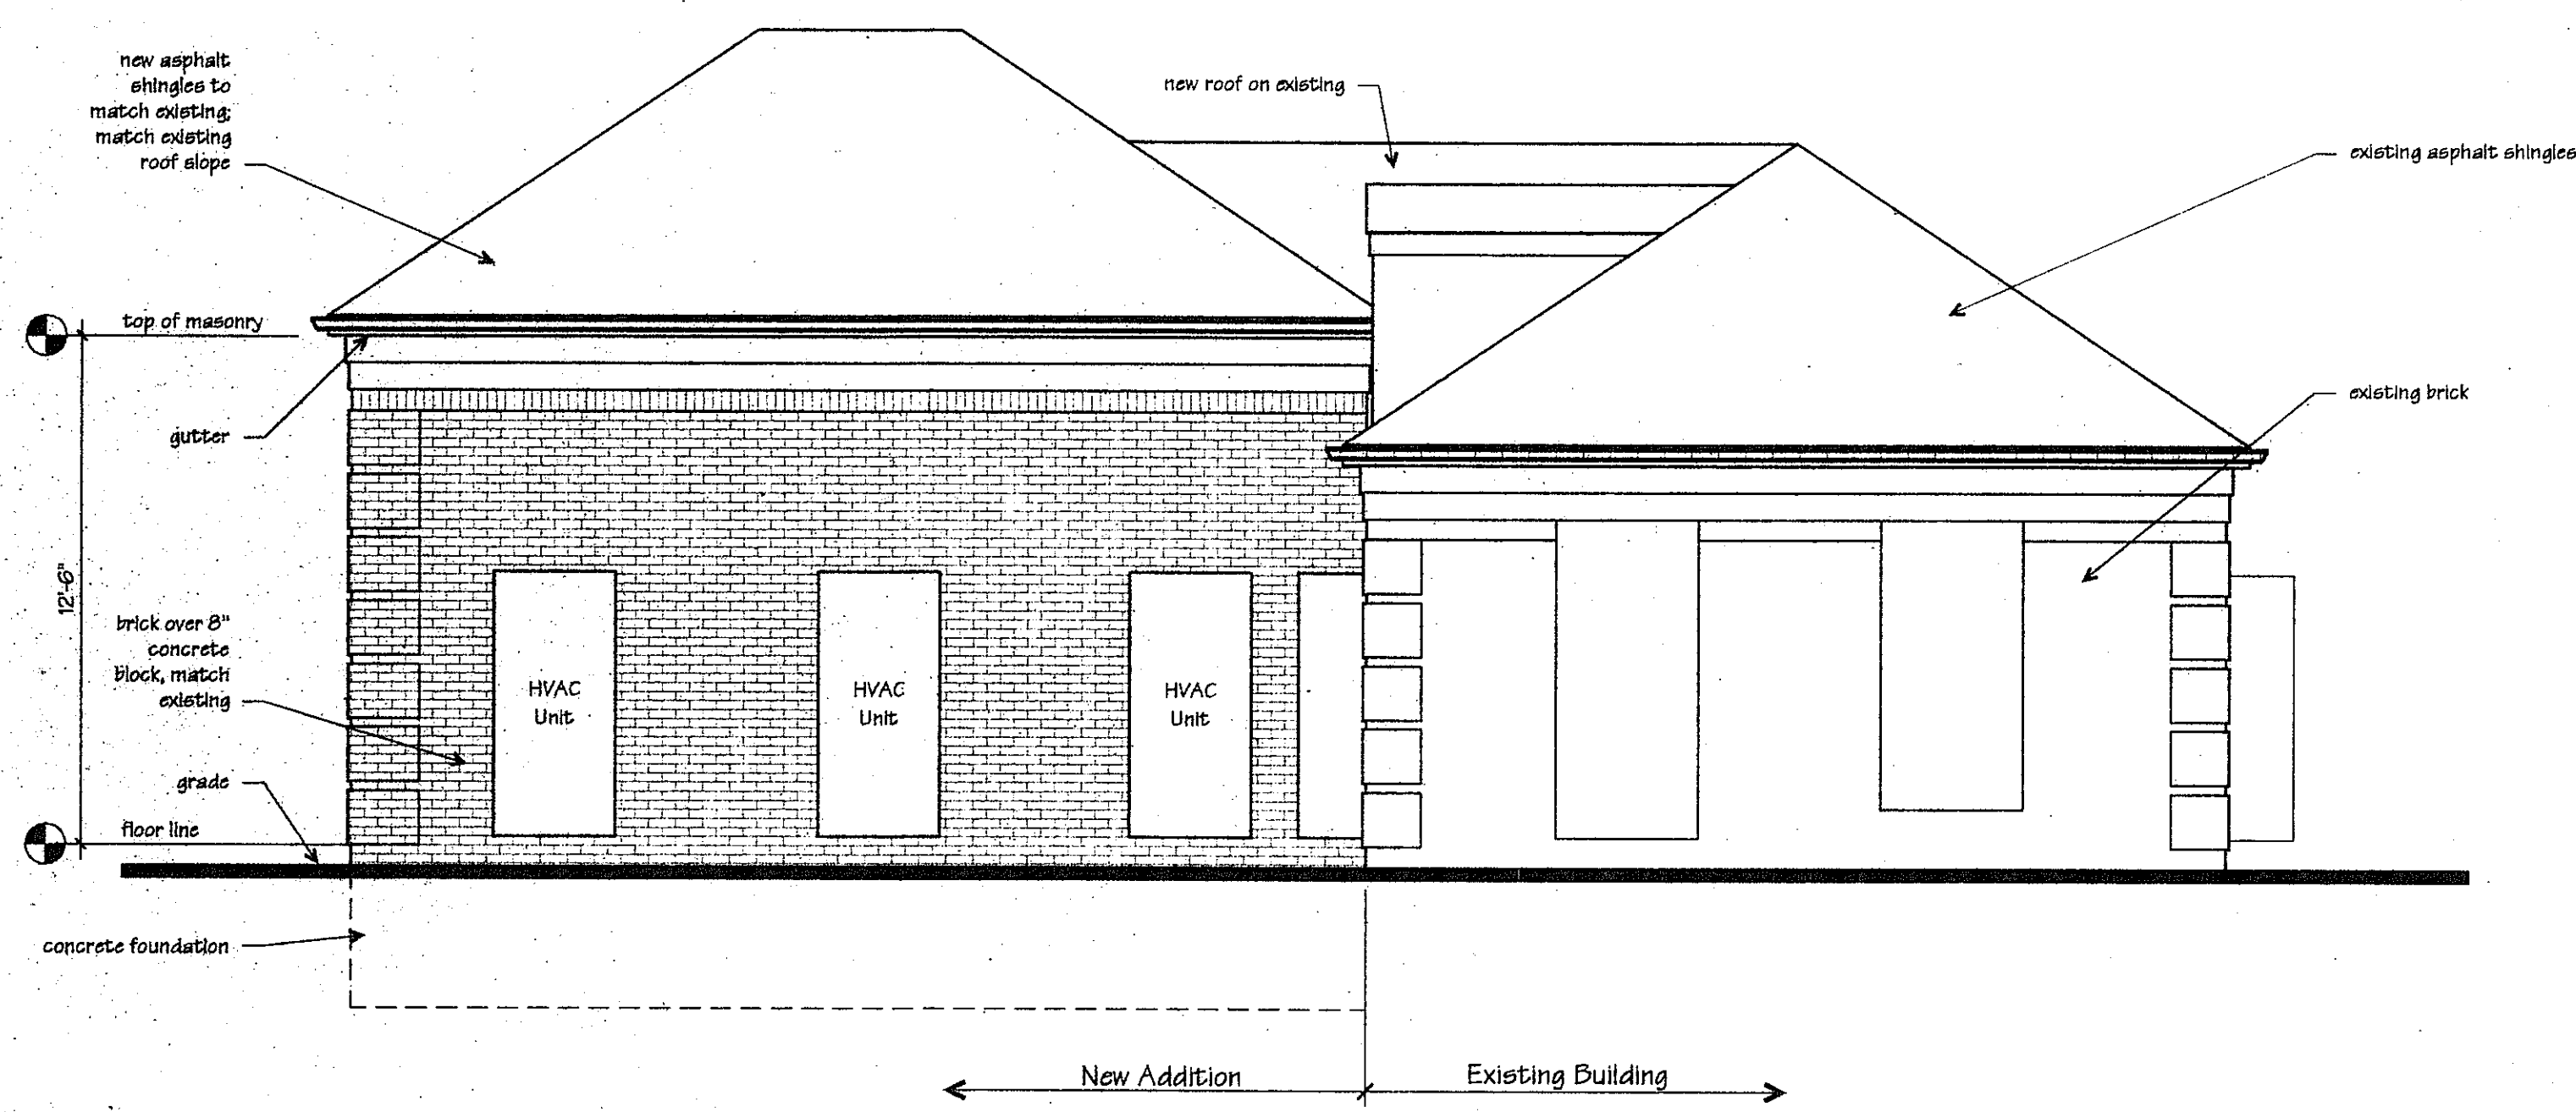 new asphalt
shingles to
match existing;
match existing
roof slope
new roof on existing
existing asphalt shingles
top of masonry
existing brick
gutter
12'-6"
brick over 8"
concrete
block, match
existing
HVAC
Unit
HVAC
Unit
HVAC
Unit
grade
floor line
concrete foundation
New Addition
Existing Building